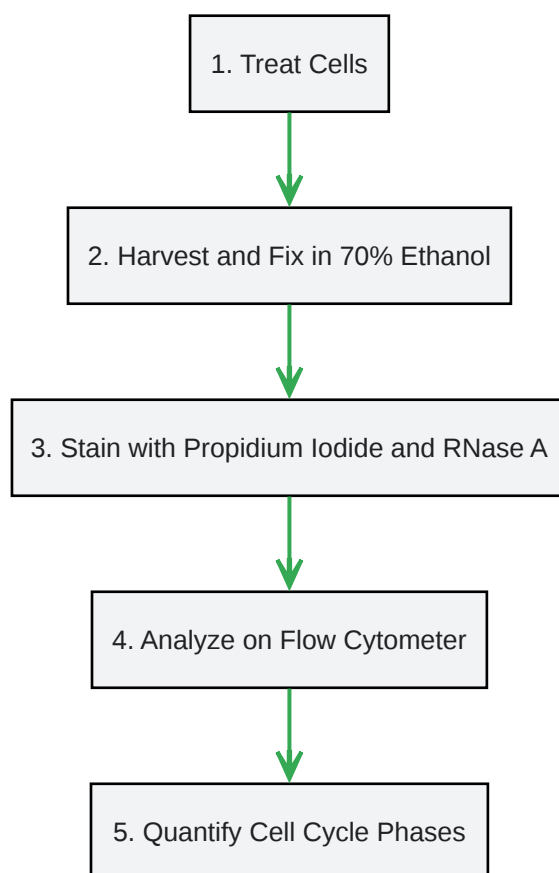 1. Treat Cells
2. Harvest and Fix in 70% Ethanol
3. Stain with Propidium Iodide and RNase A
4. Analyze on Flow Cytometer
5. Quantify Cell Cycle Phases